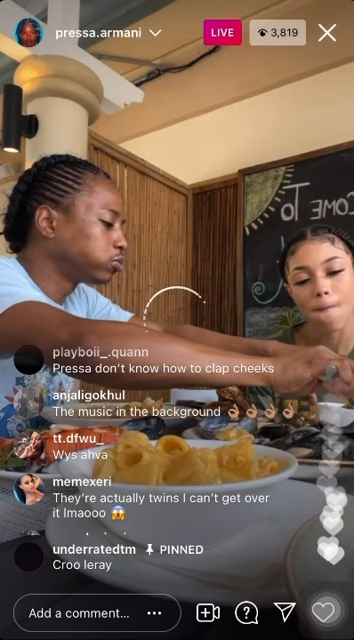 pressa.armani
LIVE
3,819
COME TO
playboii_.quann
Pressa don't know how to clap cheeks
anjaligokhul
The music in the background 👌🏽 👌🏽 👌🏽 👌🏽
tt.dfwu_
Wys ahva
memexeri
They're actually twins I can't get over
it lmaooo 😱
underratedtm PINNED
Croo leray
Add a comment...